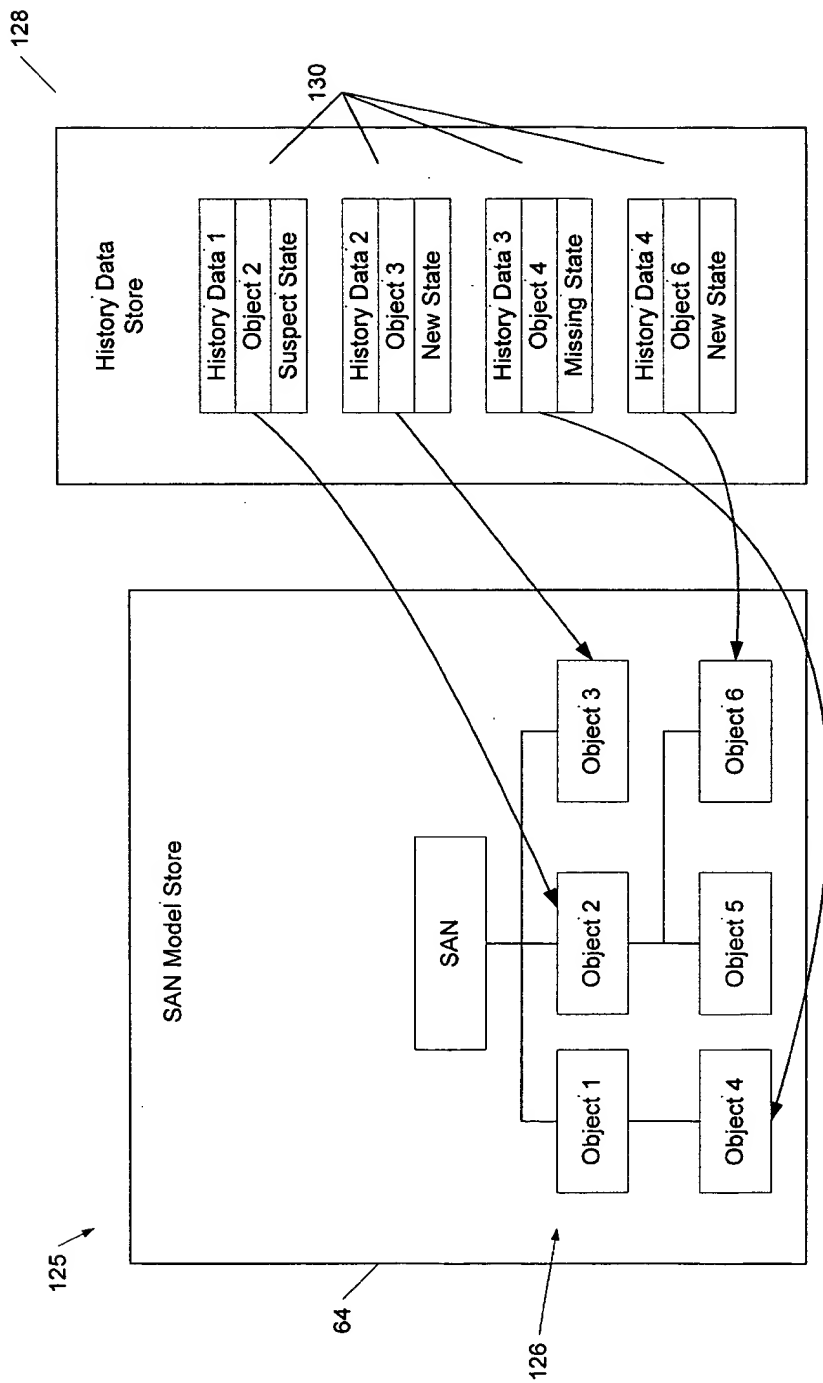 125
64
126
SAN Model Store
SAN
Object 1
Object 2
Object 3
Object 4
Object 5
Object 6
128
130
History Data
Store
History Data 1
Object 2
Suspect State
History Data 2
Object 3
New State
History Data 3
Object 4
Missing State
History Data 4
Object 6
New State